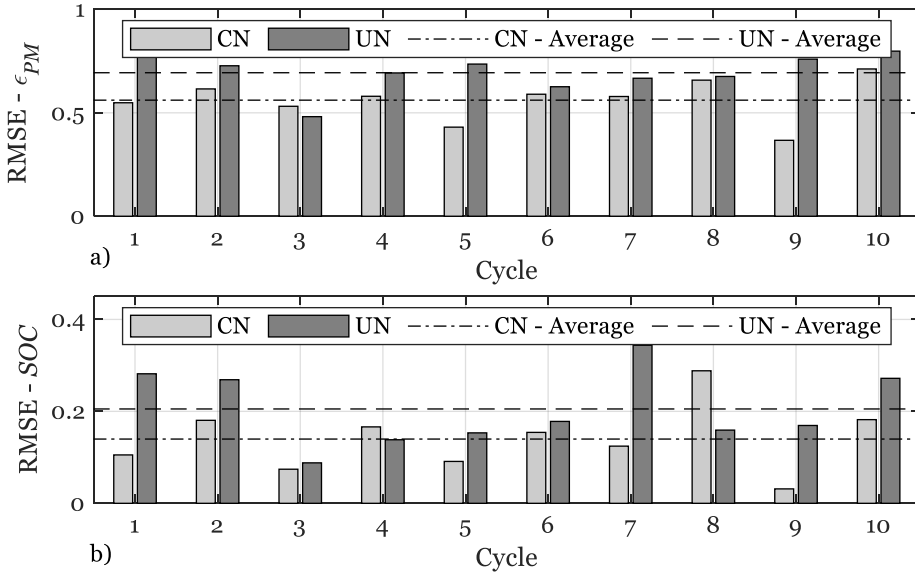 1
CN UN CN - Average UN - Average
RMSE - ϵPM
0.5
0
1 2 3 4 5 6 7 8 9 10
a)
Cycle
0.4
CN UN CN - Average UN - Average
RMSE - SOC
0.2
0
1 2 3 4 5 6 7 8 9 10
b)
Cycle